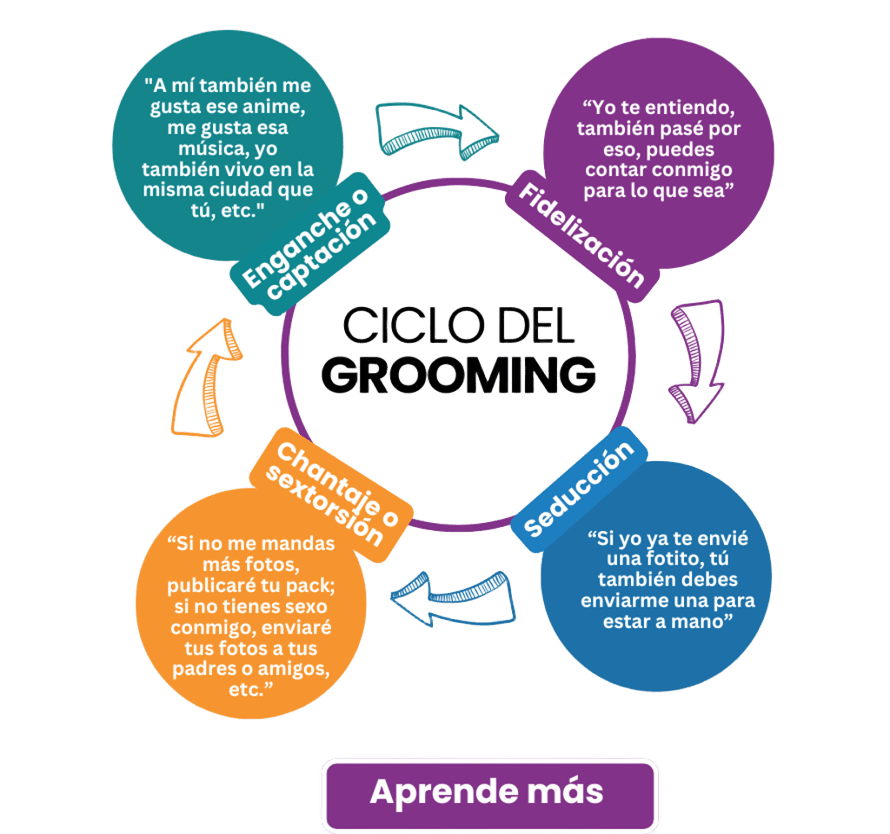 "A mí también me
gusta ese anime,
me gusta esa
música, yo
también vivo en la
misma ciudad que
tú, etc."
Enganche o
captación
“Yo te entiendo,
también pasé por
eso, puedes
contar conmigo
para lo que sea”
Fidelización
CICLO DEL
GROOMING
Seducción
“Si yo ya te envié
una fotito, tú
también debes
enviarme una para
estar a mano”
Chantaje o
sextorsión
“Si no me mandas
más fotos,
publicaré tu pack;
si no tienes sexo
conmigo, enviaré
tus fotos a tus
padres o amigos,
etc.”
Aprende más